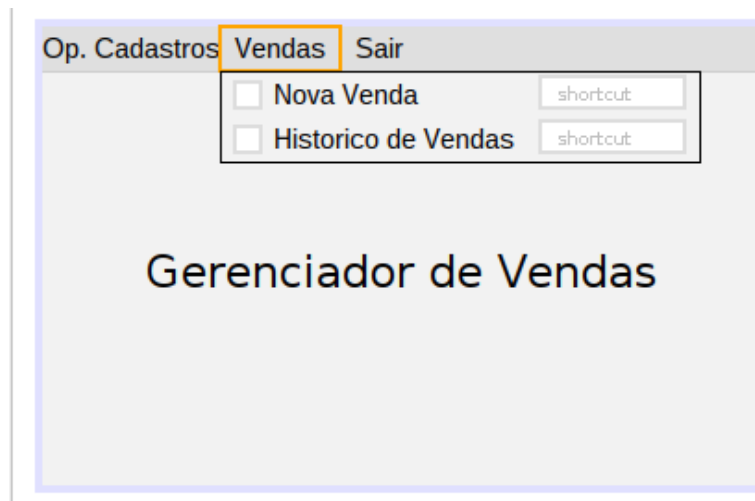 Op. Cadastros Vendas Sair
Nova Venda shortcut
Historico de Vendas shortcut
Gerenciador de Vendas